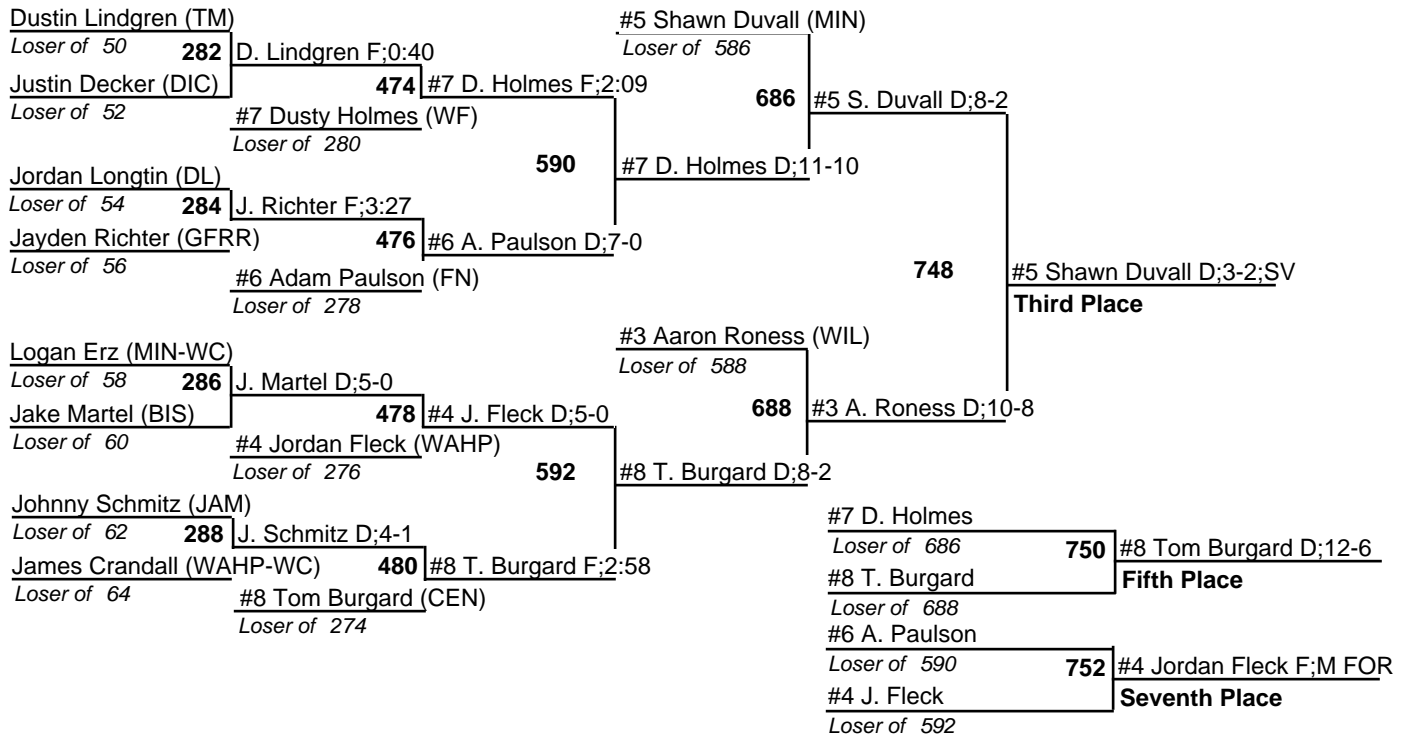 Dustin Lindgren (TM)
Loser of 50
282
D. Lindgren F;0:40
Justin Decker (DIC)
Loser of 52
474
#7 D. Holmes F;2:09
#7 Dusty Holmes (WF)
Loser of 280
590
#7 D. Holmes D;11-10
Jordan Longtin (DL)
Loser of 54
284
J. Richter F;3:27
Jayden Richter (GFRR)
Loser of 56
476
#6 A. Paulson D;7-0
#6 Adam Paulson (FN)
Loser of 278
#5 Shawn Duvall (MIN)
Loser of 586
686
#5 S. Duvall D;8-2
748
#5 Shawn Duvall D;3-2;SV
Third Place
Logan Erz (MIN-WC)
Loser of 58
286
J. Martel D;5-0
Jake Martel (BIS)
Loser of 60
478
#4 J. Fleck D;5-0
#4 Jordan Fleck (WAHP)
Loser of 276
592
#8 T. Burgard D;8-2
Johnny Schmitz (JAM)
Loser of 62
288
J. Schmitz D;4-1
James Crandall (WAHP-WC)
Loser of 64
480
#8 T. Burgard F;2:58
#8 Tom Burgard (CEN)
Loser of 274
#3 Aaron Roness (WIL)
Loser of 588
688
#3 A. Roness D;10-8
#7 D. Holmes
Loser of 686
750
#8 Tom Burgard D;12-6
#8 T. Burgard
Fifth Place
Loser of 688
#6 A. Paulson
Loser of 590
752
#4 Jordan Fleck F;M FOR
#4 J. Fleck
Seventh Place
Loser of 592